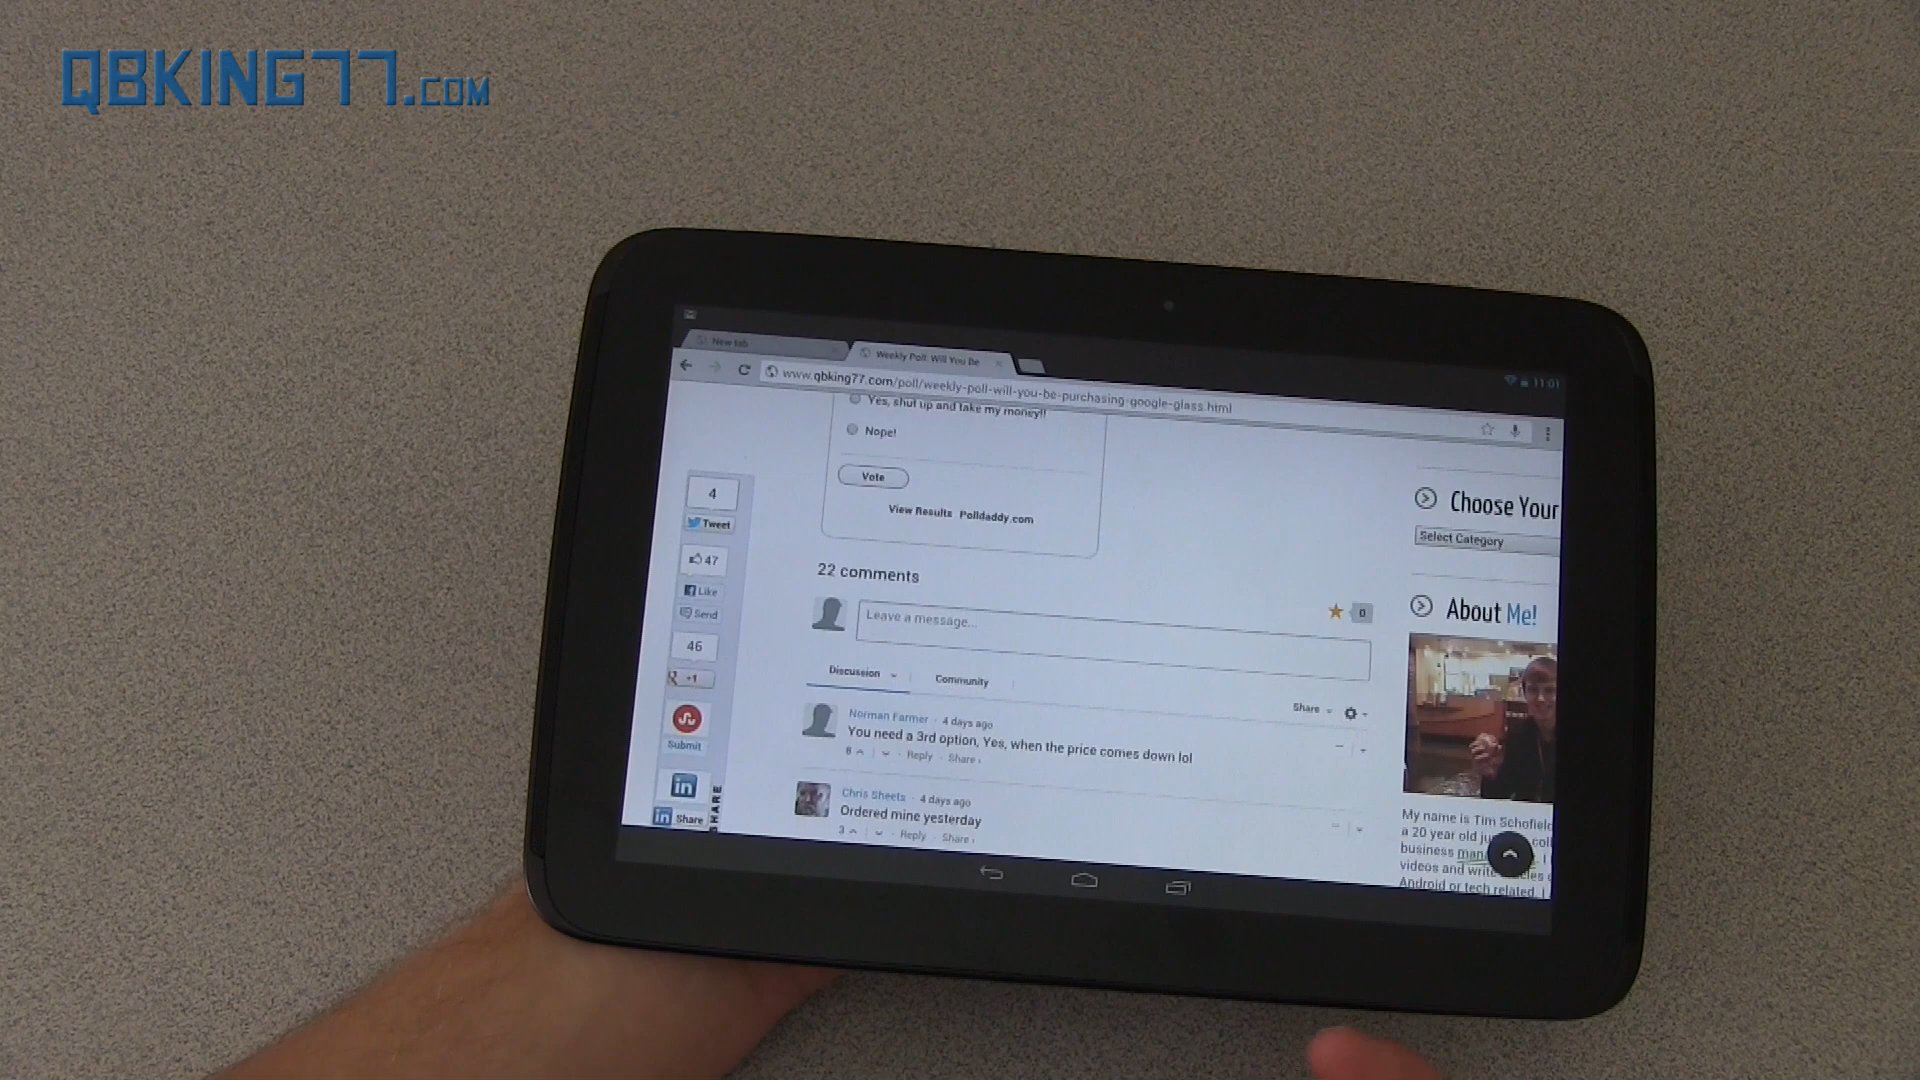 QBKING77.COM
11:01
New tab
Weekly Poll: Will You Be
www.qbking77.com/poll/weekly-poll-will-you-be-purchasing-google-glass.html
Yes, shut up and take my money!!
Nope!
Vote
View Results Polldaddy.com
4
Tweet
47
Like
Send
46
+1
Submit
in
in Share
SHARE
22 comments
Leave a message...
0
Discussion
Community
Share
Norman Farmer · 4 days ago
You need a 3rd option, Yes, when the price comes down lol
8
Reply · Share ›
Chris Sheets · 4 days ago
Ordered mine yesterday
3
Reply · Share ›
Choose Your
Select Category
About Me!
My name is Tim Schofield
a 20 year old
business
videos and write
Android or tech related. I